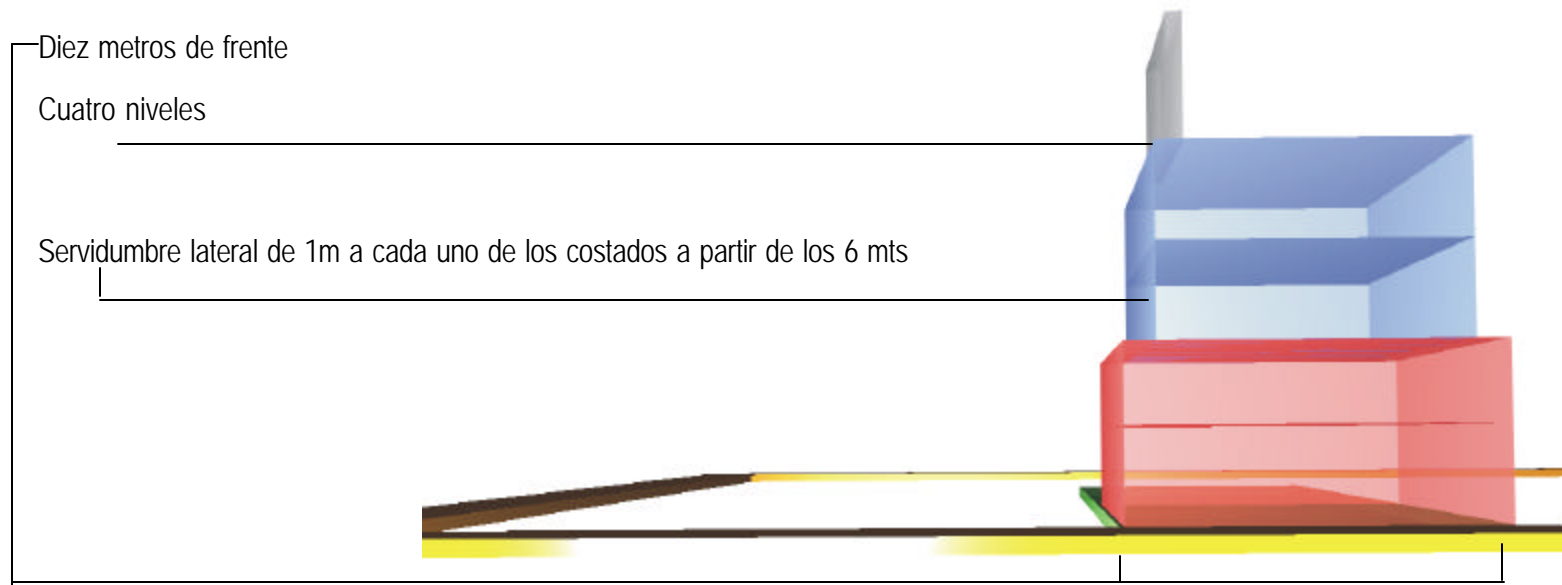 Diez metros de frente
Cuatro niveles
Servidumbre lateral de 1m a cada uno de los costados a partir de los 6 mts